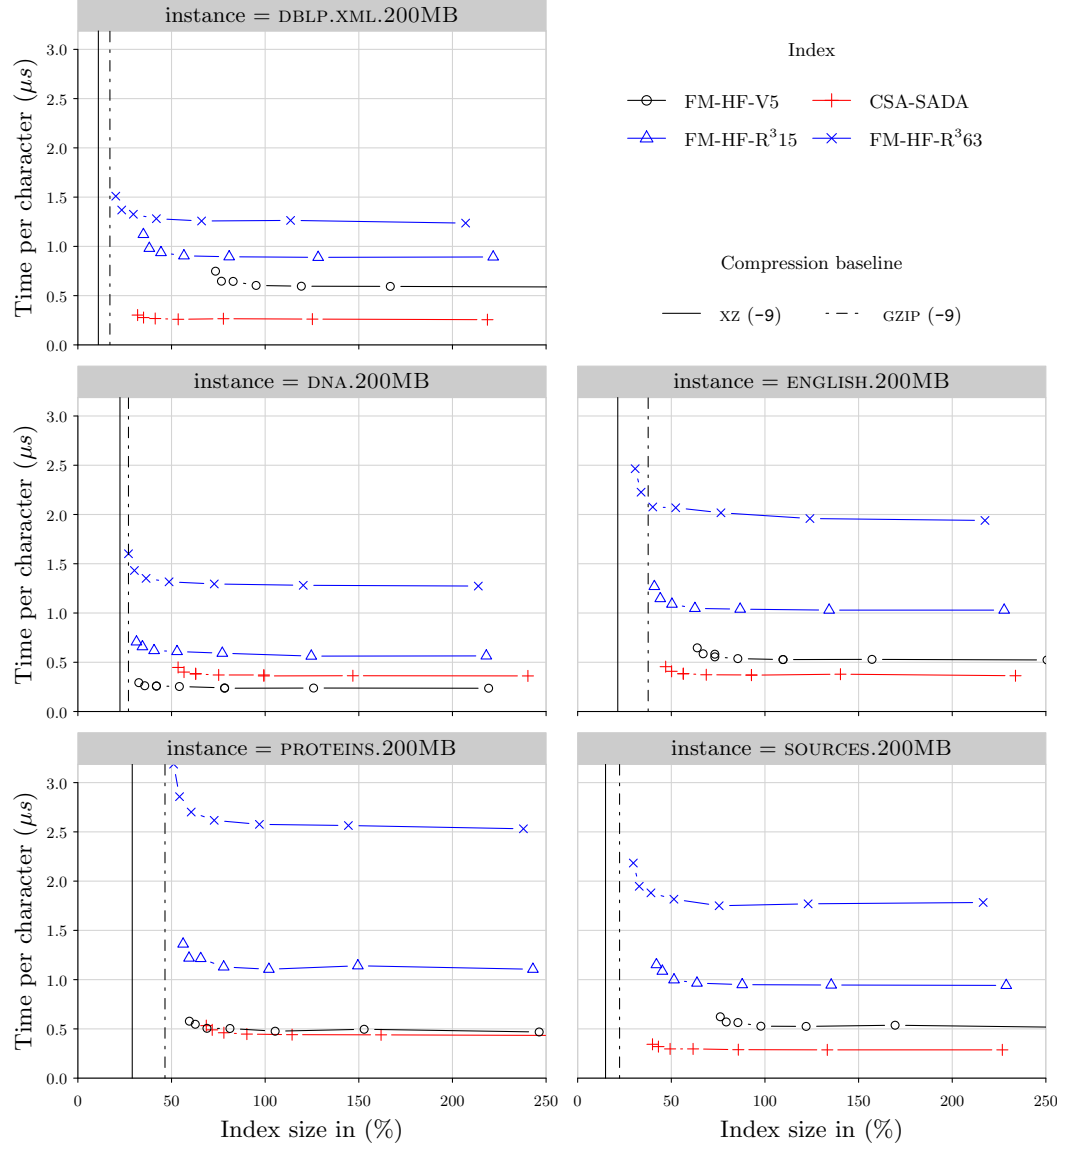 instance = DBLP.XML.200MB
3.0
2.5
2.0
1.5
1.0
0.5
0.0
Time per character (μs)
Index
FM-HF-V5
CSA-SADA
FM-HF-R³15
FM-HF-R³63
Compression baseline
XZ (-9)
GZIP (-9)
instance = DNA.200MB
3.0
2.5
2.0
1.5
1.0
0.5
0.0
Time per character (μs)
instance = ENGLISH.200MB
instance = PROTEINS.200MB
3.0
2.5
2.0
1.5
1.0
0.5
0.0
Time per character (μs)
0 50 100 150 200 250
Index size in (%)
instance = SOURCES.200MB
0 50 100 150 200 250
Index size in (%)